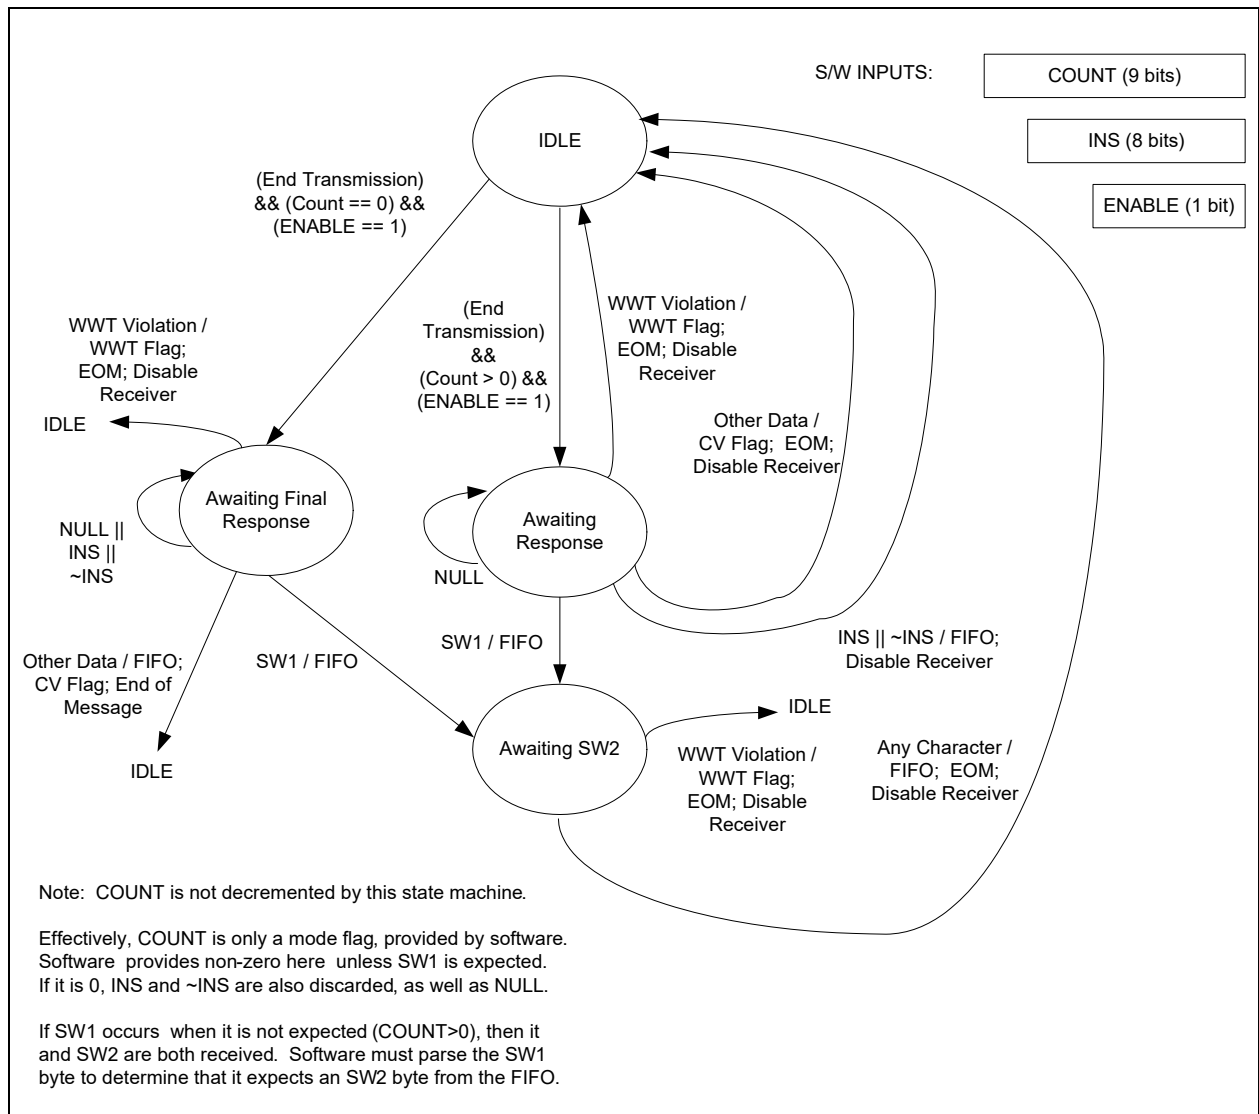 S/W INPUTS:
COUNT (9 bits)
INS (8 bits)
ENABLE (1 bit)
IDLE
(End Transmission)
&& (Count == 0) &&
(ENABLE == 1)
(End
Transmission)
&&
(Count > 0) &&
(ENABLE == 1)
WWT Violation /
WWT Flag;
EOM; Disable
Receiver
WWT Violation /
WWT Flag;
EOM; Disable
Receiver
IDLE
Other Data /
CV Flag; EOM;
Disable Receiver
Awaiting Final
Response
Awaiting
Response
NULL ||
INS ||
~INS
NULL
SW1 / FIFO
INS || ~INS / FIFO;
Disable Receiver
Other Data / FIFO;
CV Flag; End of
Message
SW1 / FIFO
IDLE
Awaiting SW2
IDLE
WWT Violation /
WWT Flag;
EOM; Disable
Receiver
Any Character /
FIFO; EOM;
Disable Receiver
Note: COUNT is not decremented by this state machine.
Effectively, COUNT is only a mode flag, provided by software.
Software provides non-zero here unless SW1 is expected.
If it is 0, INS and ~INS are also discarded, as well as NULL.
If SW1 occurs when it is not expected (COUNT>0), then it
and SW2 are both received. Software must parse the SW1
byte to determine that it expects an SW2 byte from the FIFO.